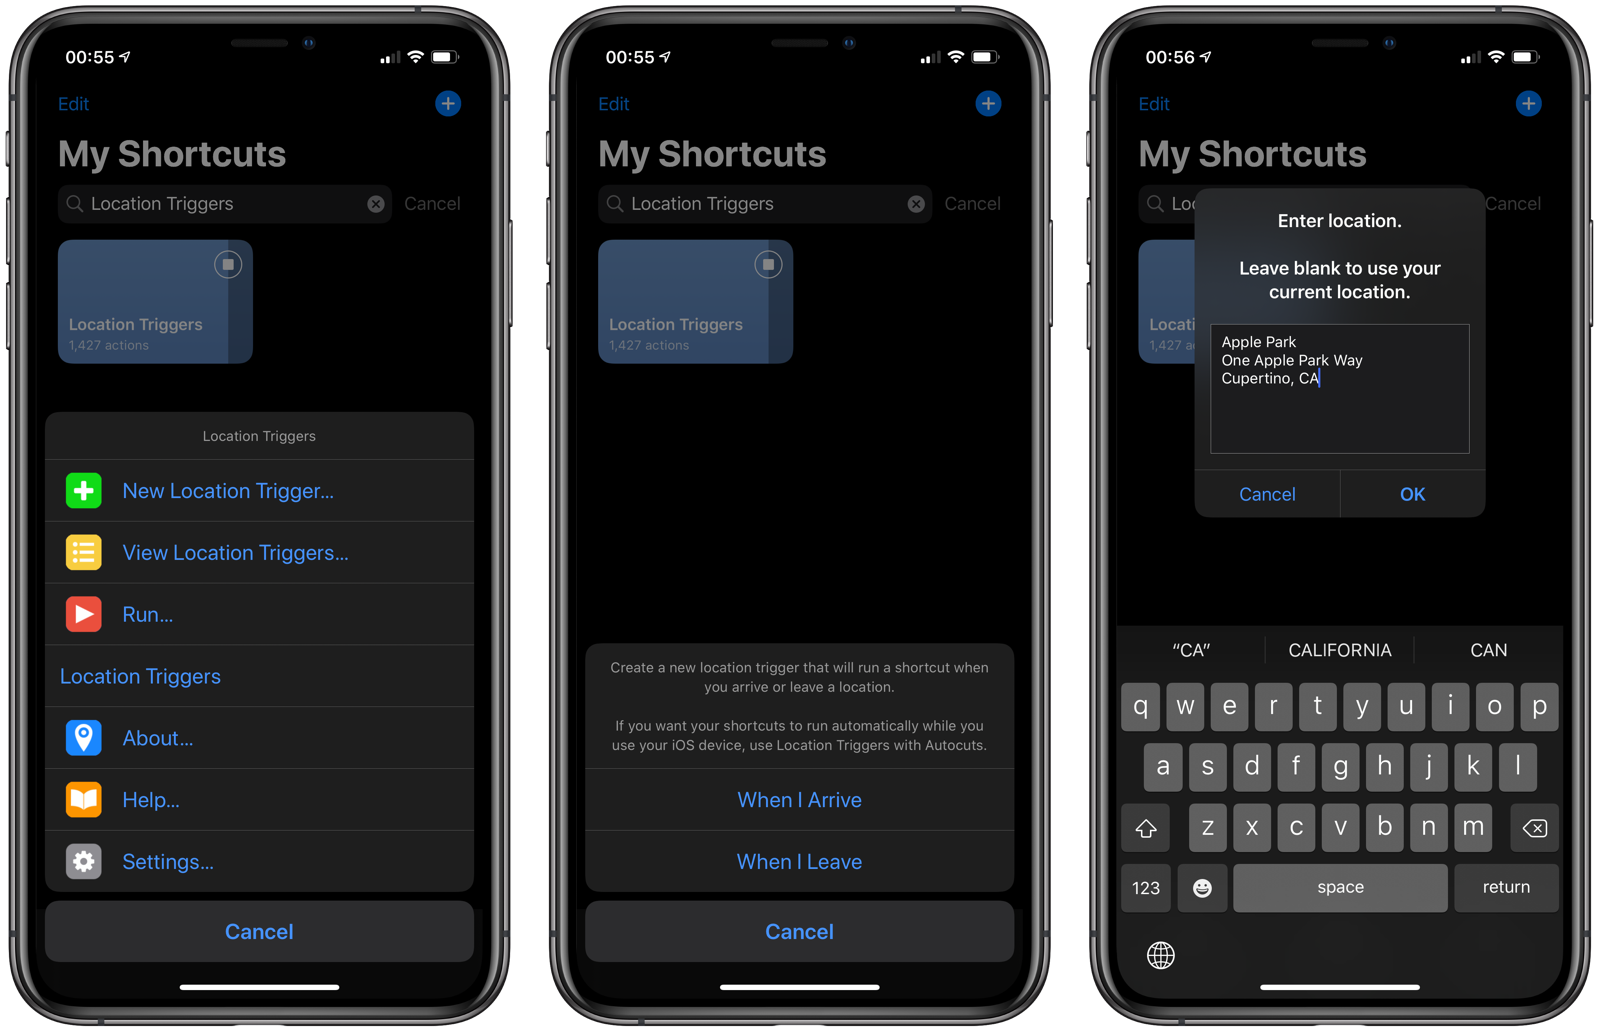 00:55
Edit
My Shortcuts
Location Triggers
Cancel
Location Triggers
1,427 actions
Location Triggers
New Location Trigger...
View Location Triggers...
Run...
Location Triggers
About...
Help...
Settings...
Cancel
00:55
Edit
My Shortcuts
Location Triggers
Cancel
Location Triggers
1,427 actions
Create a new location trigger that will run a shortcut when
you arrive or leave a location.
If you want your shortcuts to run automatically while you
use your iOS device, use Location Triggers with Autocuts.
When I Arrive
When I Leave
Cancel
00:56
Edit
My Shortcuts
Lo
Cancel
Locati
1,427 a
Enter location.
Leave blank to use your
current location.
Apple Park
One Apple Park Way
Cupertino, CA
Cancel
OK
“CA”
CALIFORNIA
CAN
q w e r t y u i o p
a s d f g h j k l
z x c v b n m
123
space
return